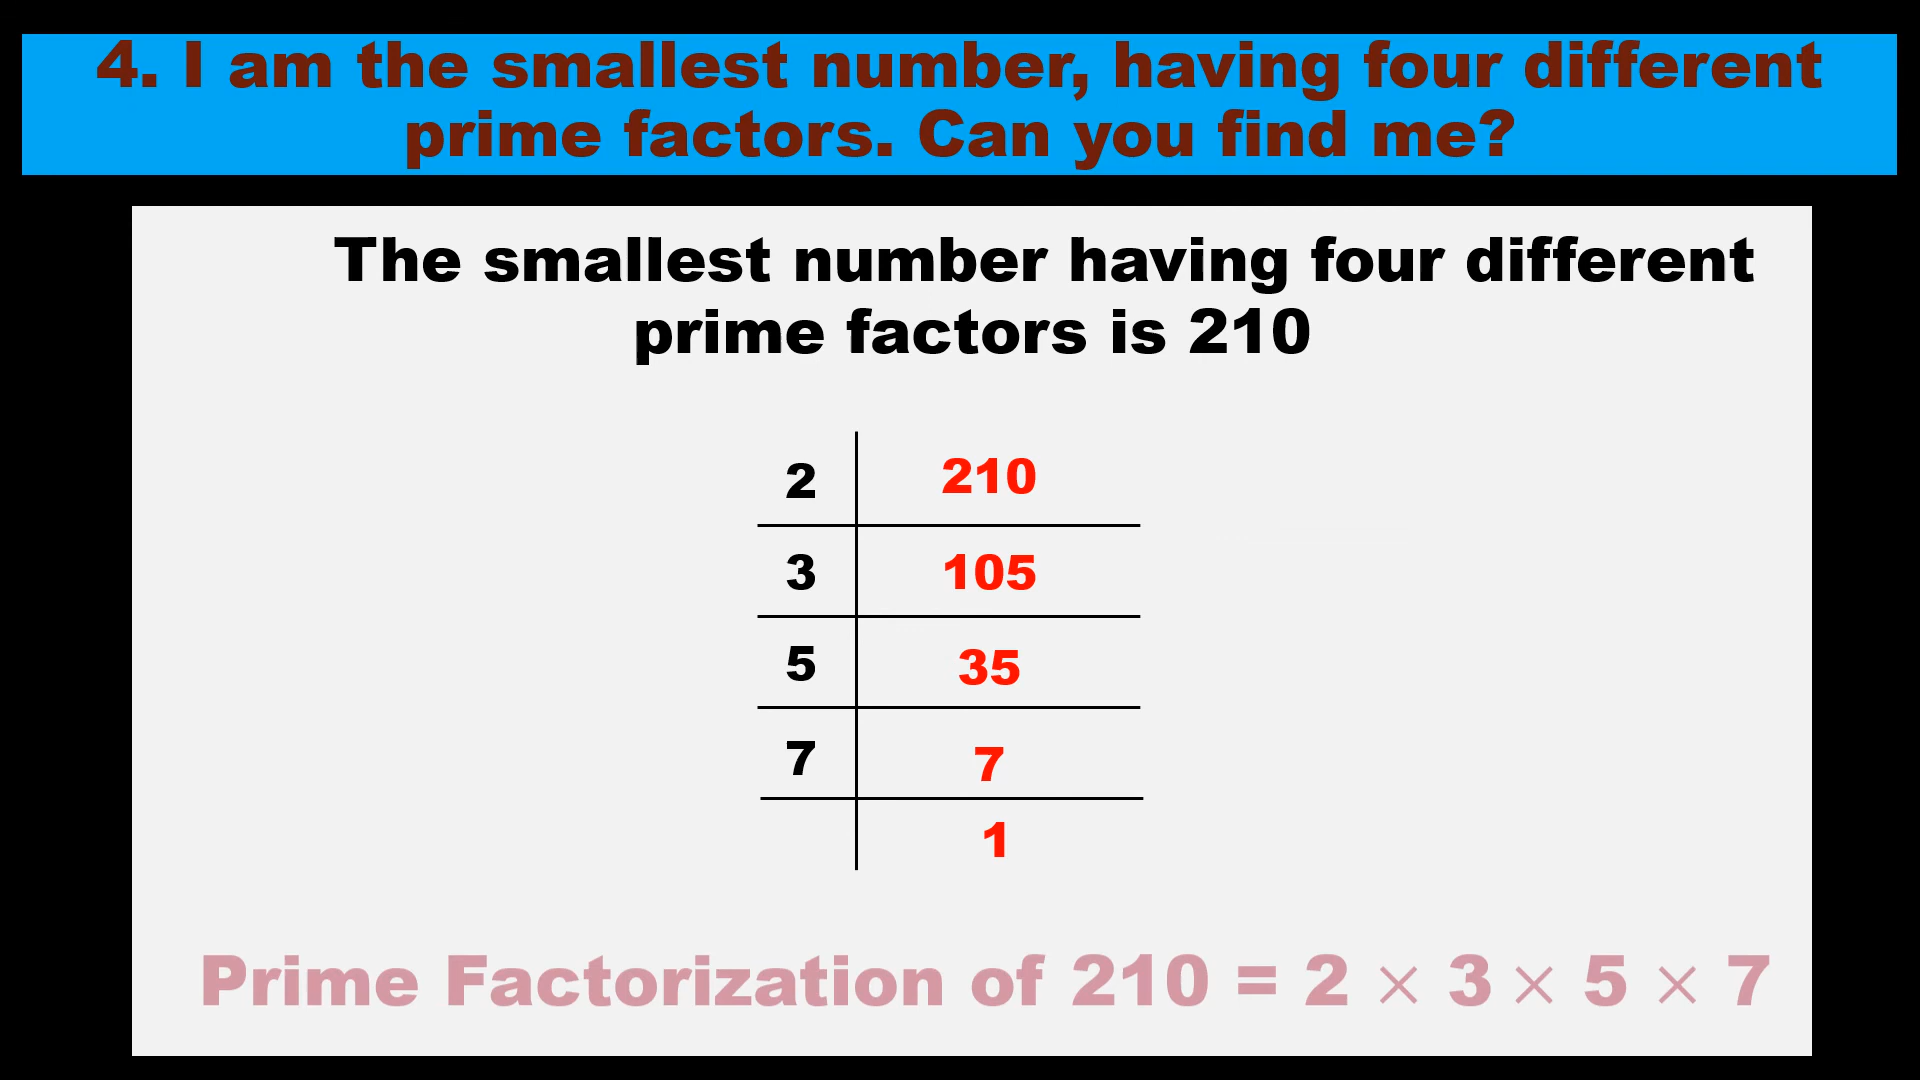 4. I am the smallest number, having four different
prime factors. Can you find me?
The smallest number having four different
prime factors is 210
2 210
3 105
5 35
7 7
1
Prime Factorization of 210 = 2 × 3 × 5 × 7